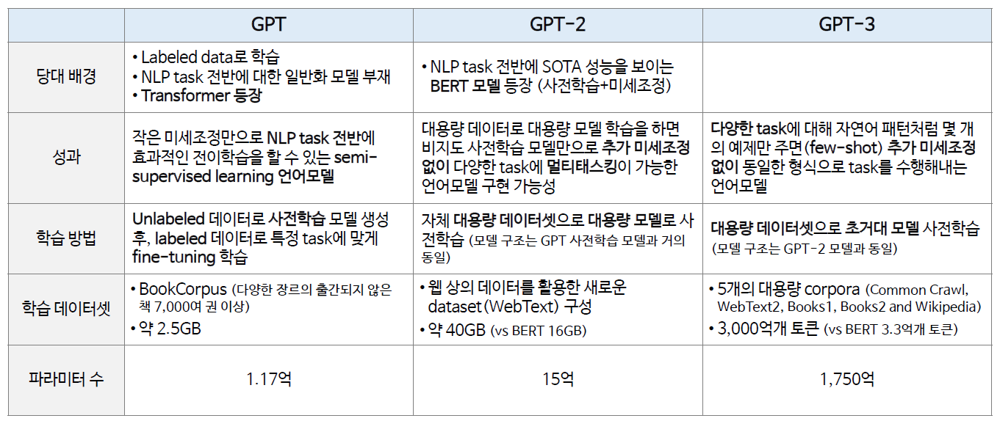 GPT
GPT-2
GPT-3
당대 배경
• Labeled data로 학습
• NLP task 전반에 대한 일반화 모델 부재
• Transformer 등장
• NLP task 전반에 SOTA 성능을 보이는
BERT 모델 등장 (사전학습+미세조정)
성과
작은 미세조정만으로 NLP task 전반에
효과적인 전이학습을 할 수 있는 semi-
supervised learning 언어모델
대용량 데이터로 대용량 모델 학습을 하면
비지도 사전학습 모델만으로 추가 미세조정
없이 다양한 task에 멀티태스킹이 가능한
언어모델 구현 가능성
다양한 task에 대해 자연어 패턴처럼 몇 개
의 예제만 주면(few-shot) 추가 미세조정
없이 동일한 형식으로 task를 수행해내는
언어모델
학습 방법
Unlabeled 데이터로 사전학습 모델 생성
후, labeled 데이터로 특정 task에 맞게
fine-tuning 학습
자체 대용량 데이터셋으로 대용량 모델로 사
전학습 (모델 구조는 GPT 사전학습 모델과 거의
동일)
대용량 데이터셋으로 초거대 모델 사전학습
(모델 구조는 GPT-2 모델과 동일)
학습 데이터셋
• BookCorpus (다양한 장르의 출간되지 않은
책 7,000여 권 이상)
• 약 2.5GB
• 웹 상의 데이터를 활용한 새로운
dataset(WebText) 구성
• 약 40GB (vs BERT 16GB)
• 5개의 대용량 corpora (Common Crawl,
WebText2, Books1, Books2 and Wikipedia)
• 3,000억개 토큰 (vs BERT 3.3억개 토큰)
파라미터 수
1.17억
15억
1,750억